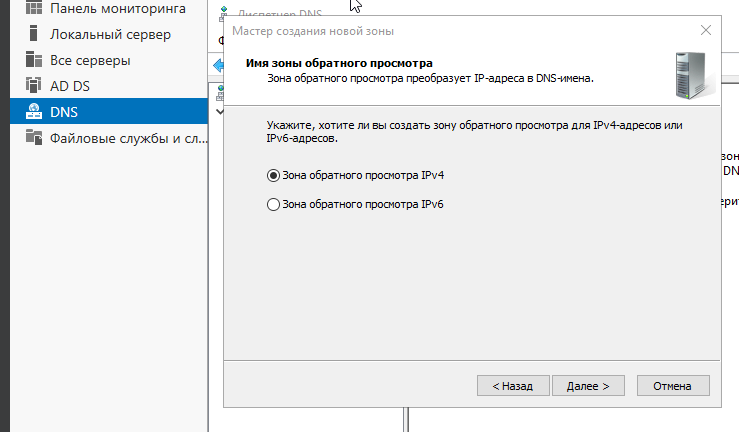 Панель мониторинга
Локальный сервер
Все серверы
AD DS
DNS
Файловые службы и сл...
Диспетчер DNS
Ф
Мастер создания новой зоны
Имя зоны обратного просмотра
Зона обратного просмотра преобразует IP-адреса в DNS-имена.
Укажите, хотите ли вы создать зону обратного просмотра для IPv4-адресов или
IPv6-адресов.
Зона обратного просмотра IPv4
Зона обратного просмотра IPv6
< Назад
Далее >
Отмена
зон
DN
ерит